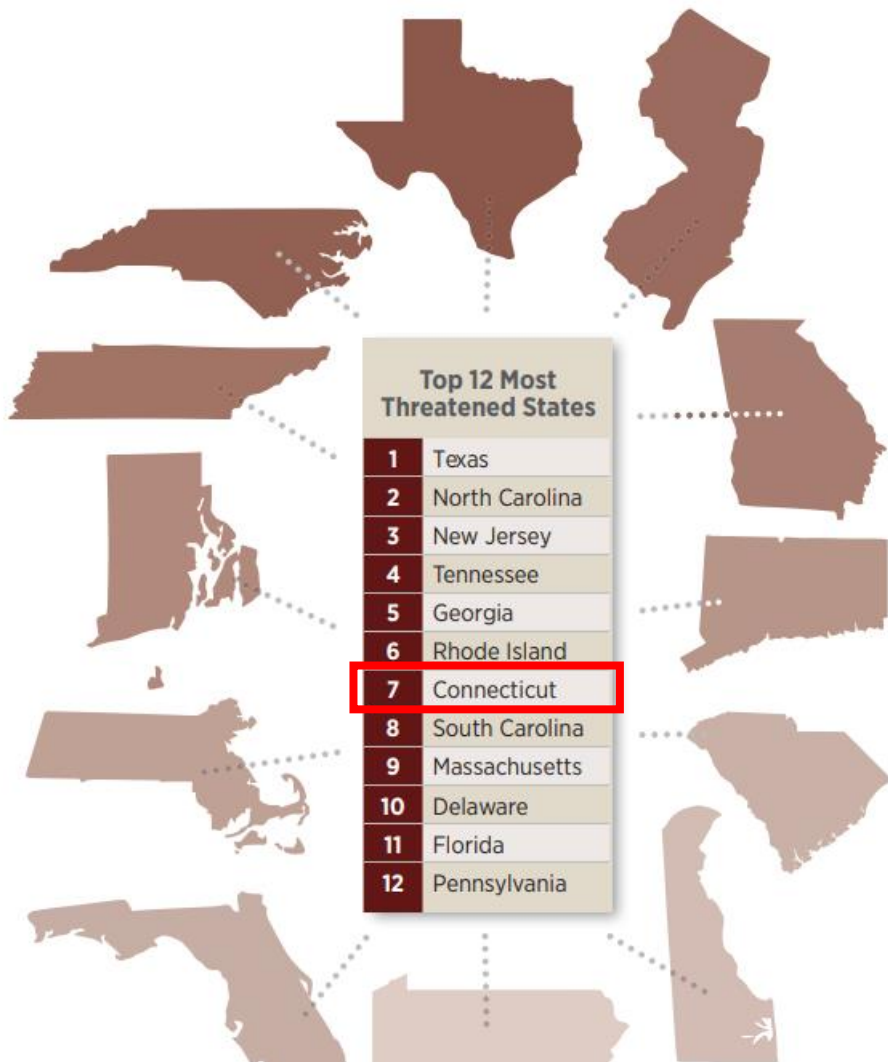 Top 12 Most
Threatened States
1 Texas
2 North Carolina
3 New Jersey
4 Tennessee
5 Georgia
6 Rhode Island
7 Connecticut
8 South Carolina
9 Massachusetts
10 Delaware
11 Florida
12 Pennsylvania